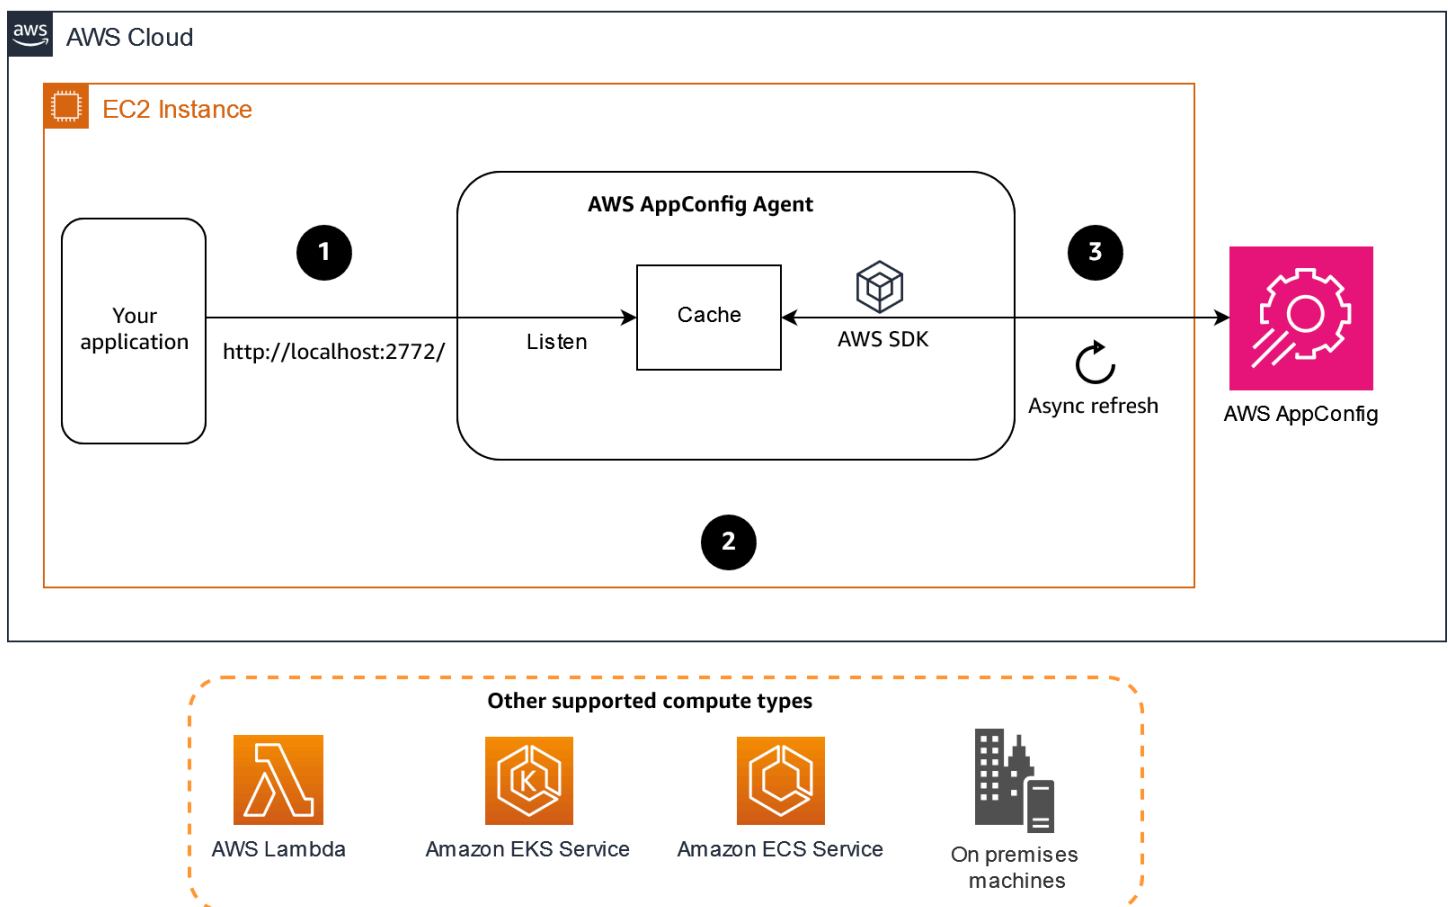 aws
AWS Cloud
EC2 Instance
AWS AppConfig Agent
1
3
Your
application
http://localhost:2772/
Listen
Cache
AWS SDK
Async refresh
AWS AppConfig
2
Other supported compute types
K
AWS Lambda
Amazon EKS Service
Amazon ECS Service
On premises
machines